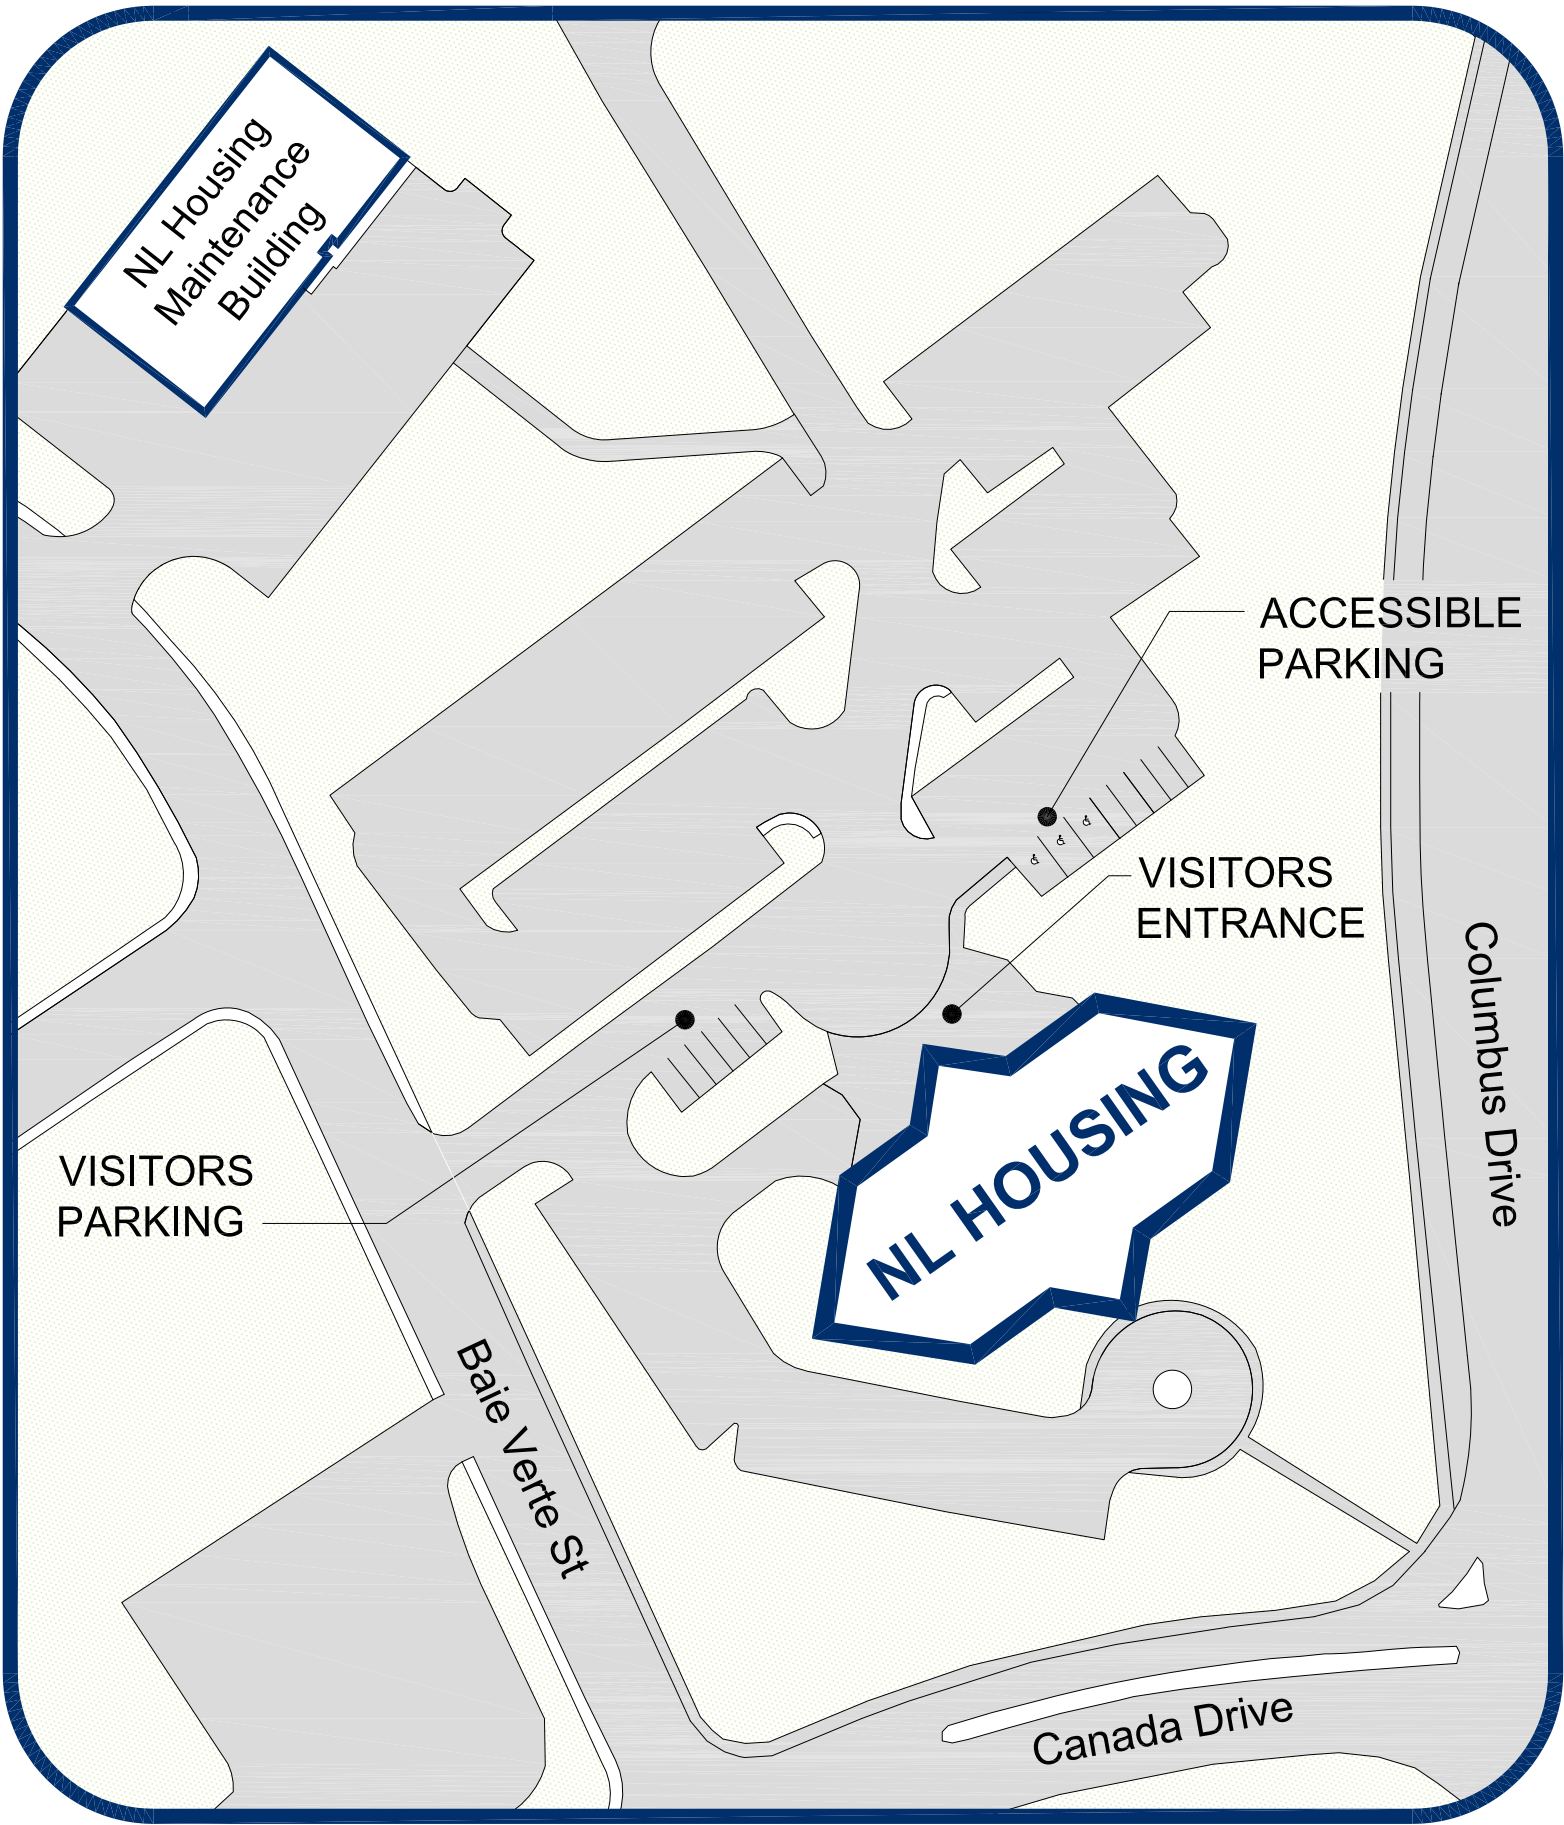 NL Housing
Maintenance
Building
ACCESSIBLE
PARKING
VISITORS
ENTRANCE
Columbus Drive
NL HOUSING
VISITORS
PARKING
Baie Verte St
Canada Drive